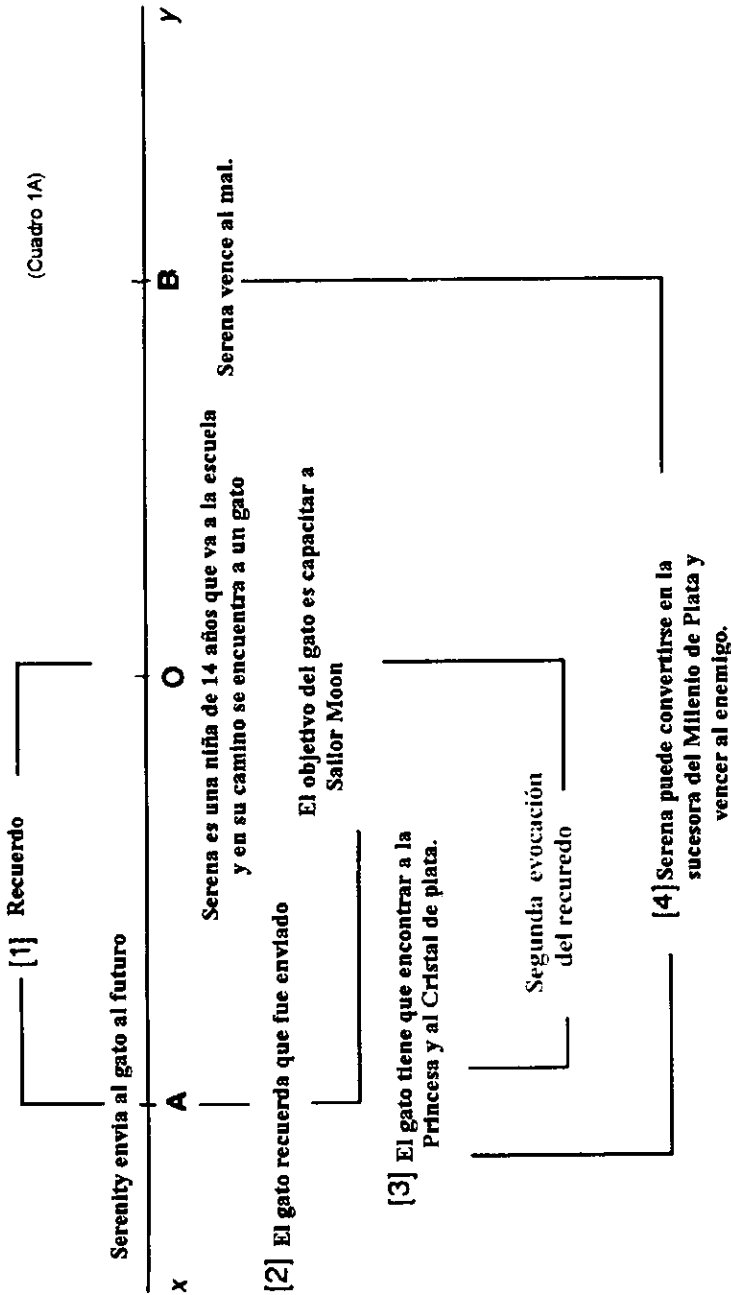 (Cuadro 1A)
[1] Recuerdo
Serenity envia al gato al futuro
x
A
O
B
y
Serena es una niña de 14 años que va a la escuela
y en su camino se encuentra a un gato
Serena vence al mal.
[2] El gato recuerda que fue enviado
El objetivo del gato es capacitar a
Sailor Moon
[3] El gato tiene que encontrar a la
Princesa y al Cristal de plata.
Segunda evocación
del recuredo
[4] Serena puede convertirse en la
sucesora del Milenio de Plata y
vencer al enemigo.